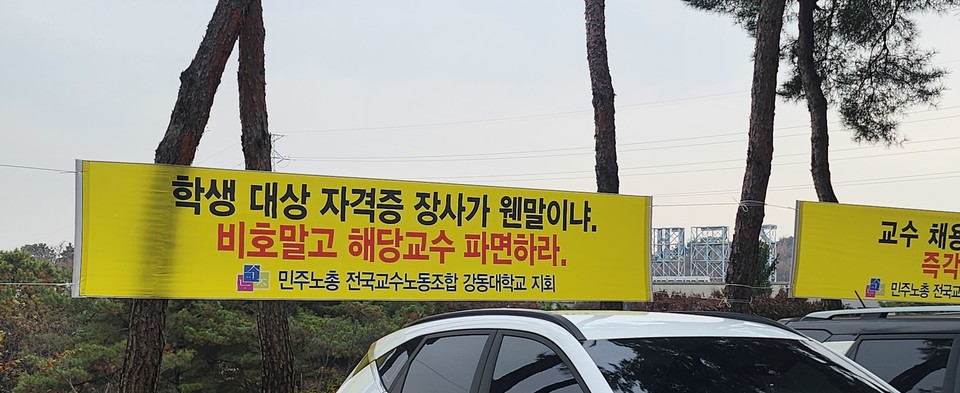 학생 대상 자격증 장사가 웬말이냐.
비호말고 해당교수 파면하라.
민주노총 전국교수노동조합 강동대학교 지회
교수 채용
즉각
민주노총 전국교